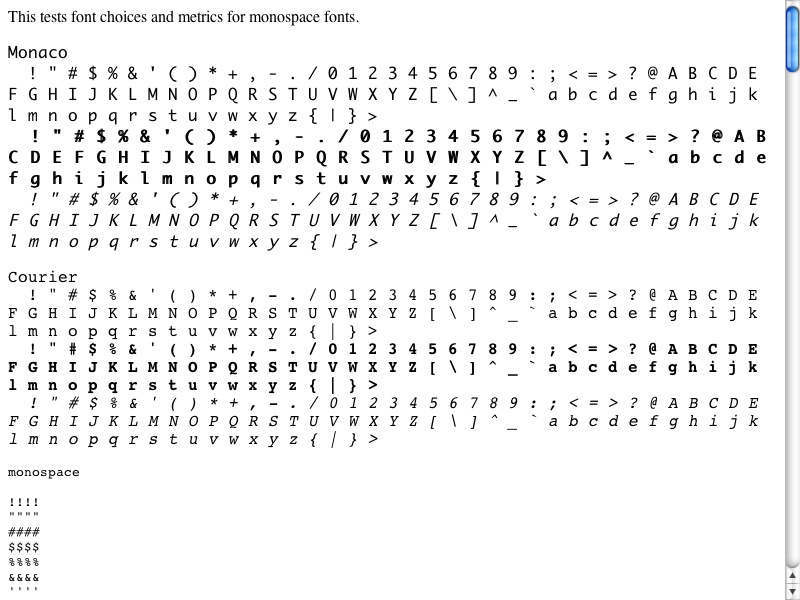 This tests font choices and metrics for monospace fonts.
Monaco
! " # $ % & ' ( ) * + , - . / 0 1 2 3 4 5 6 7 8 9 : ; < = > ? @ A B C D E
F G H I J K L M N O P Q R S T U V W X Y Z [ \ ] ^ _ ` a b c d e f g h i j k
l m n o p q r s t u v w x y z { | } >
! " # $ % & ' ( ) * + , - . / 0 1 2 3 4 5 6 7 8 9 : ; < = > ? @ A B
C D E F G H I J K L M N O P Q R S T U V W X Y Z [ \ ] ^ _ ` a b c d e
f g h i j k l m n o p q r s t u v w x y z { | } >
! " # $ % & ' ( ) * + , - . / 0 1 2 3 4 5 6 7 8 9 : ; < = > ? @ A B C D E
F G H I J K L M N O P Q R S T U V W X Y Z [ \ ] ^ _ ` a b c d e f g h i j k
l m n o p q r s t u v w x y z { | } >
Courier
! " # $ % & ' ( ) * + , - . / 0 1 2 3 4 5 6 7 8 9 : ; < = > ? @ A B C D E
F G H I J K L M N O P Q R S T U V W X Y Z [ \ ] ^ _ ` a b c d e f g h i j k
l m n o p q r s t u v w x y z { | } >
! " # $ % & ' ( ) * + , - . / 0 1 2 3 4 5 6 7 8 9 : ; < = > ? @ A B C D E
F G H I J K L M N O P Q R S T U V W X Y Z [ \ ] ^ _ ` a b c d e f g h i j k
l m n o p q r s t u v w x y z { | } >
! " # $ % & ' ( ) * + , - . / 0 1 2 3 4 5 6 7 8 9 : ; < = > ? @ A B C D E
F G H I J K L M N O P Q R S T U V W X Y Z [ \ ] ^ _ ` a b c d e f g h i j k
l m n o p q r s t u v w x y z { | } >
monospace
!!!!
""""
####
$$$$
%%%%
&&&&
''''